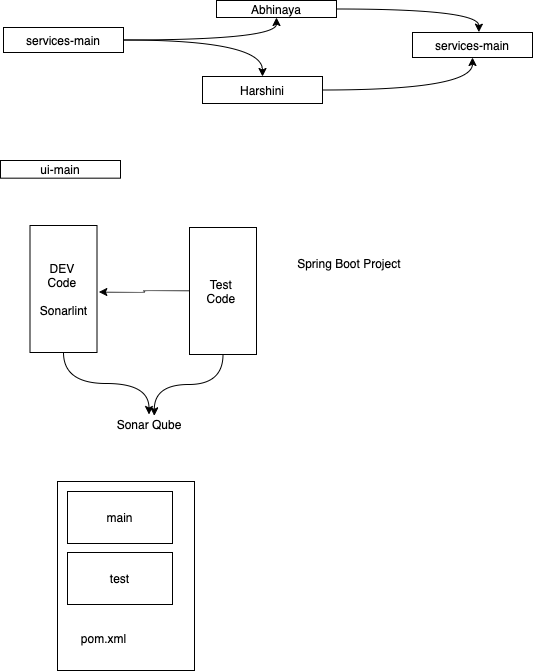 Abhinaya
services-main
services-main
Harshini
ui-main
DEV
Code
Sonarlint
Test
Code
Spring Boot Project
Sonar Qube
main
test
pom.xml